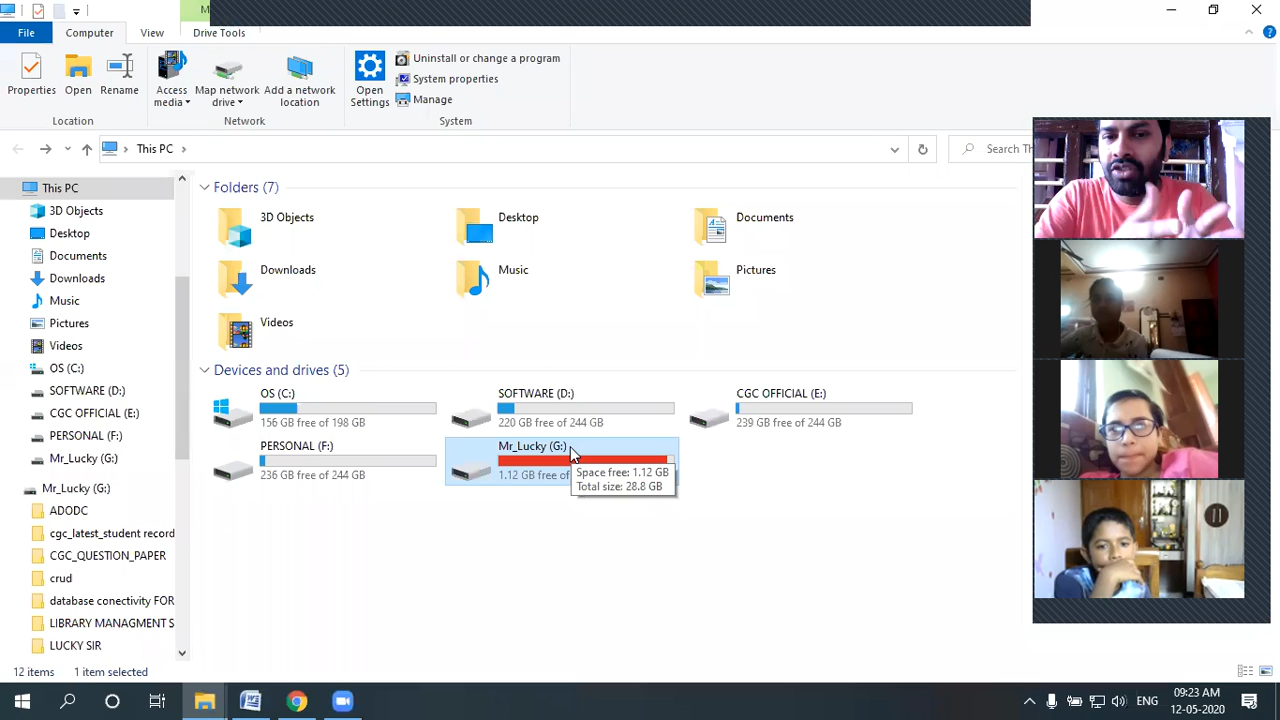 M
File
Computer
View
Drive Tools
Properties
Open
Rename
Access media
Map network drive
Add a network location
Open Settings
Uninstall or change a program
System properties
Manage
Location
Network
System
This PC
Search Th
This PC
3D Objects
Desktop
Documents
Downloads
Music
Pictures
Videos
OS (C:)
SOFTWARE (D:)
CGC OFFICIAL (E:)
PERSONAL (F:)
Mr_Lucky (G:)
Mr_Lucky (G:)
ADODC
cgc_latest_student record
CGC_QUESTION_PAPER
crud
database conectivity FOR
LIBRARY MANAGMENT S
LUCKY SIR
Folders (7)
3D Objects
Desktop
Documents
Downloads
Music
Pictures
Videos
Devices and drives (5)
OS (C:)
156 GB free of 198 GB
SOFTWARE (D:)
220 GB free of 244 GB
CGC OFFICIAL (E:)
239 GB free of 244 GB
PERSONAL (F:)
236 GB free of 244 GB
Mr_Lucky (G:)
1.12 GB free of
Space free: 1.12 GB
Total size: 28.8 GB
12 items
1 item selected
ENG
09:23 AM
12-05-2020